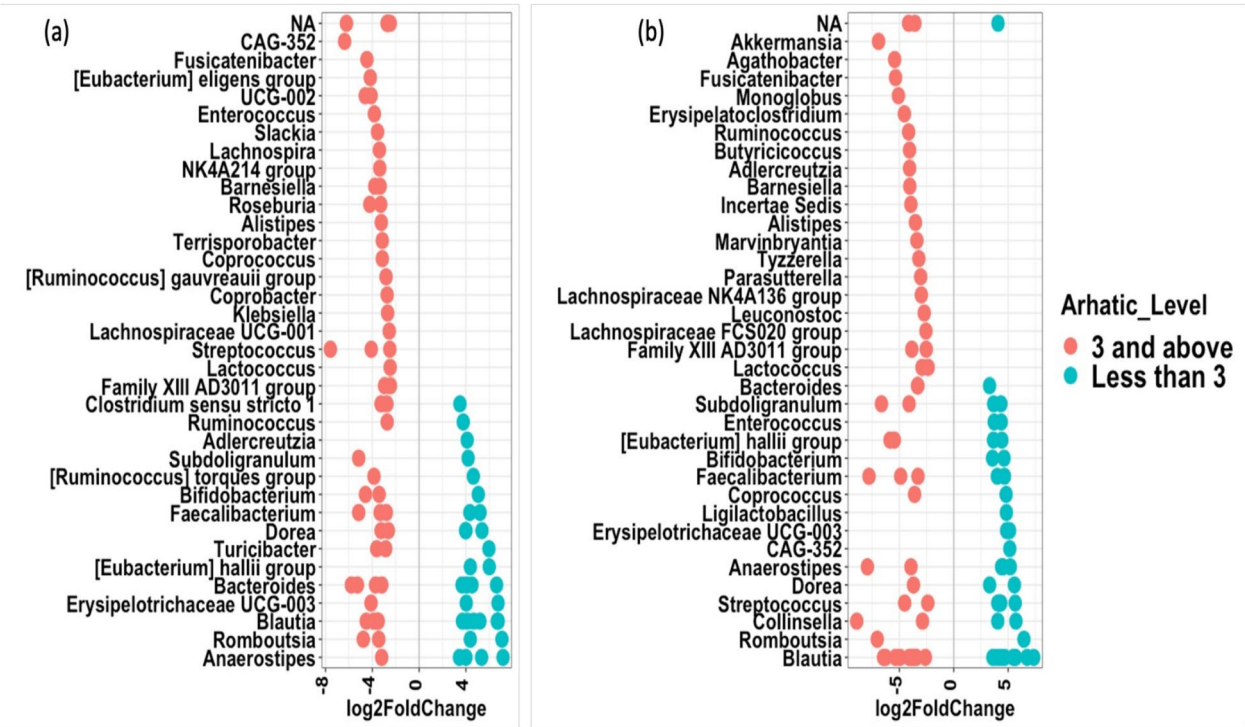 (a)
NA
CAG-352
Fusicatenibacter
[Eubacterium] eligens group
UCG-002
Enterococcus
Slackia
Lachnospira
NK4A214 group
Barnesiella
Roseburia
Alistipes
Terrisporobacter
Coprococcus
[Ruminococcus] gauvreauii group
Coprobacter
Klebsiella
Lachnospiraceae UCG-001
Streptococcus
Lactococcus
Family XIII AD3011 group
Clostridium sensu stricto 1
Ruminococcus
Adlercreutzia
Subdoligranulum
[Ruminococcus] torques group
Bifidobacterium
Faecalibacterium
Dorea
Turicibacter
[Eubacterium] hallii group
Bacteroides
Erysipelotrichaceae UCG-003
Blautia
Romboutsia
Anaerostipes
-8 -4 0 4
log2FoldChange
(b)
NA
Akkermansia
Agathobacter
Fusicatenibacter
Monoglobus
Erysipelatoclostridium
Ruminococcus
Butyricicoccus
Adlercreutzia
Barnesiella
Incertae Sedis
Alistipes
Marvinbryantia
Tyzzerella
Parasutterella
Lachnospiraceae NK4A136 group
Leuconostoc
Lachnospiraceae FCS020 group
Family XIII AD3011 group
Lactococcus
Bacteroides
Subdoligranulum
Enterococcus
[Eubacterium] hallii group
Bifidobacterium
Faecalibacterium
Coprococcus
Ligilactobacillus
Erysipelotrichaceae UCG-003
CAG-352
Anaerostipes
Dorea
Streptococcus
Collinsella
Romboutsia
Blautia
-5 0 5
log2FoldChange
Arhatic_Level
3 and above
Less than 3